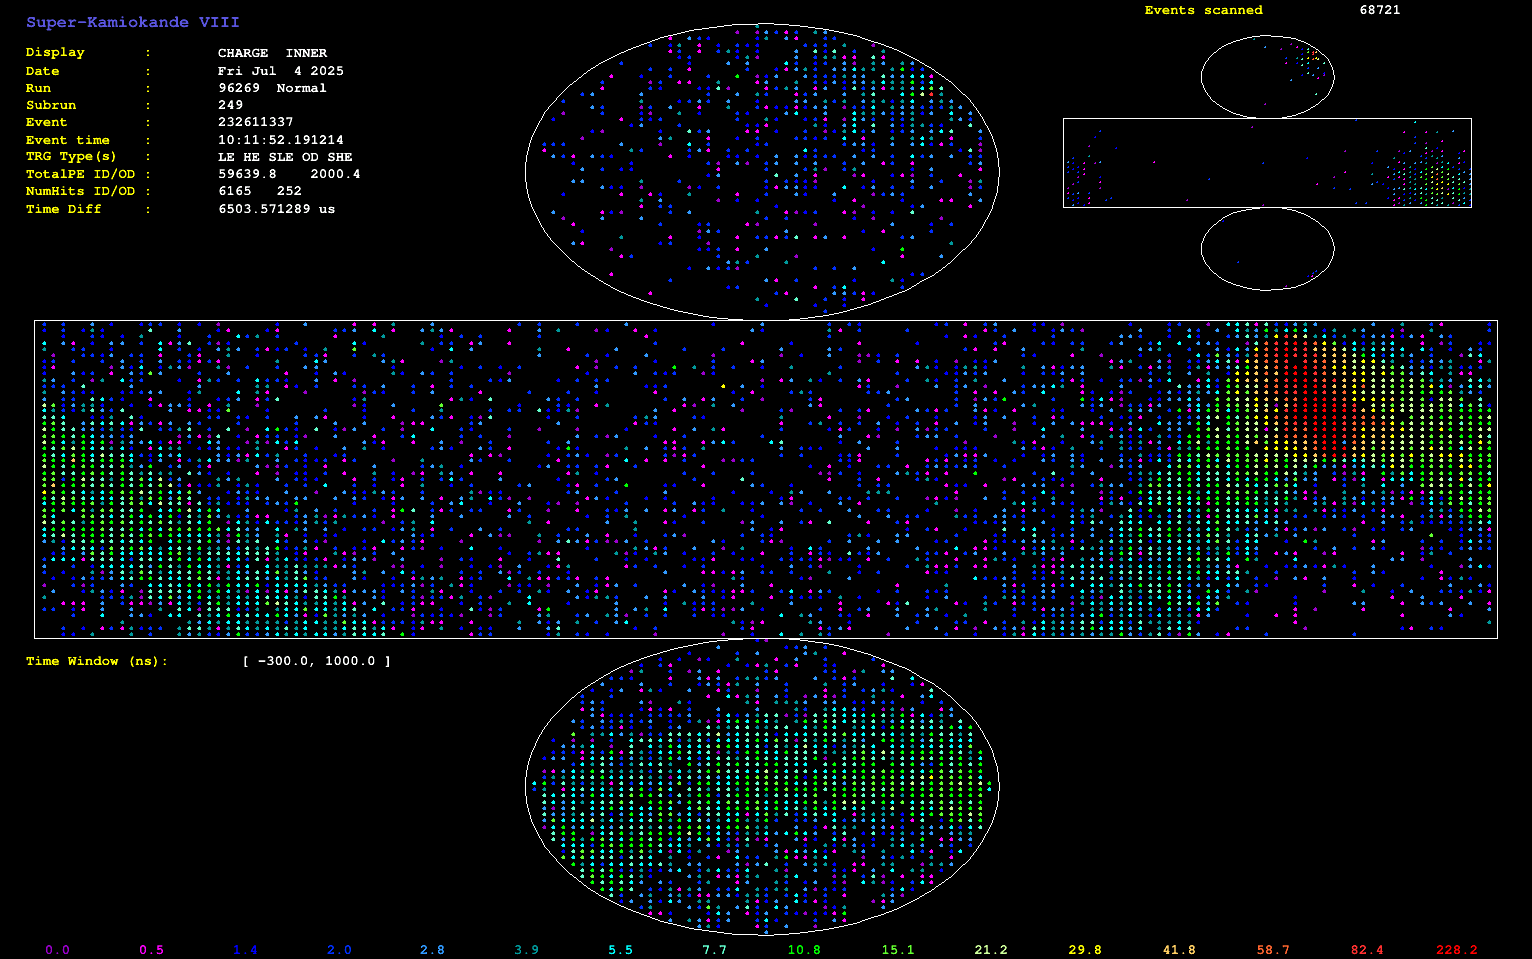 Super-Kamiokande VIII
Events scanned 68721
Display : CHARGE INNER
Date : Fri Jul 4 2025
Run : 96269 Normal
Subrun : 249
Event : 232611337
Event time : 10:11:52.191214
TRG Type(s) : LE HE SLE OD SHE
TotalPE ID/OD : 59639.8 2000.4
NumHits ID/OD : 6165 252
Time Diff : 6503.571289 us
Time Window (ns): [ -300.0, 1000.0 ]
0.0 0.5 1.4 2.0 2.8 3.9 5.5 7.7 10.8 15.1 21.2 29.8 41.8 58.7 82.4 228.2